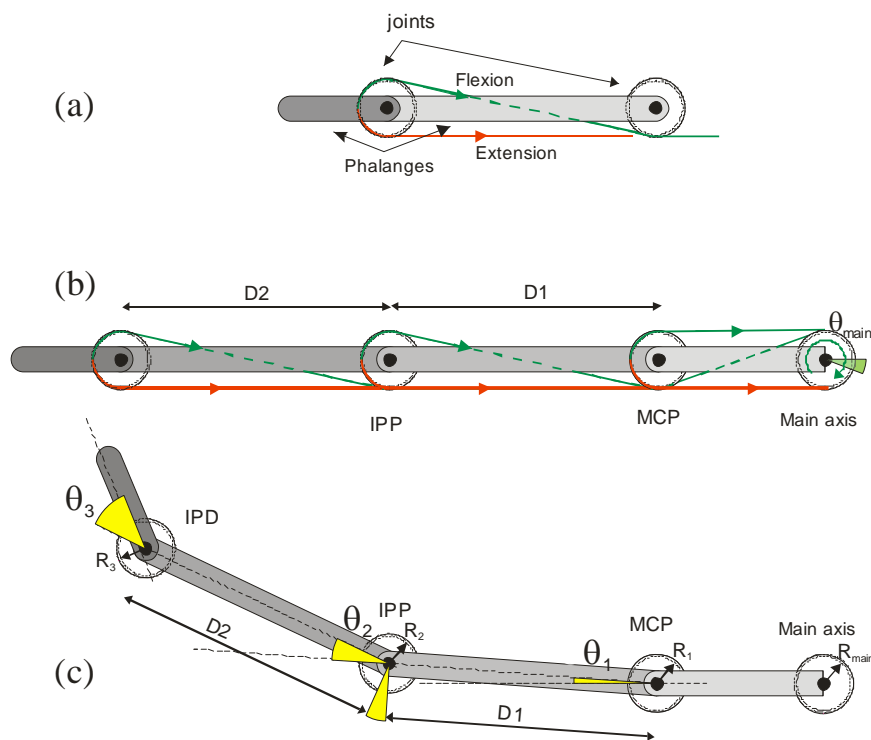 joints
Flexion
(a)
Phalanges
Extension
(b)
D2
D1
θmain
IPP
MCP
Main axis
θ3
IPD
R3
IPP
θ2
R2
MCP
Main axis
θ1
R1
Rmain
D2
(c)
D1